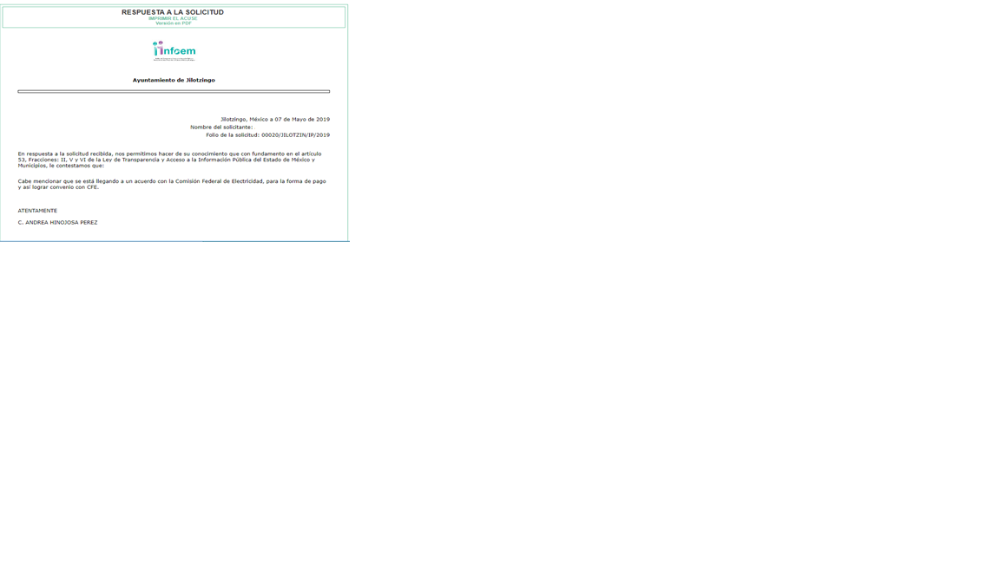 RESPUESTA A LA SOLICITUD
IMPRIMIR EL ACUSE
Versión en PDF
infoem
Ayuntamiento de Jilotzingo
Jilotzingo, México a 07 de Mayo de 2019
Nombre del solicitante:
Folio de la solicitud: 00020/JILOTZIN/IP/2019
En respuesta a la solicitud recibida, nos permitimos hacer de su conocimiento que con fundamento en el artículo
53, Fracciones: II, V y VI de la Ley de Transparencia y Acceso a la Información Pública del Estado de México y
Municipios, le contestamos que:
Cabe mencionar que se está llegando a un acuerdo con la Comisión Federal de Electricidad, para la forma de pago
y así lograr convenio con CFE.
ATENTAMENTE
C. ANDREA HINOJOSA PEREZ